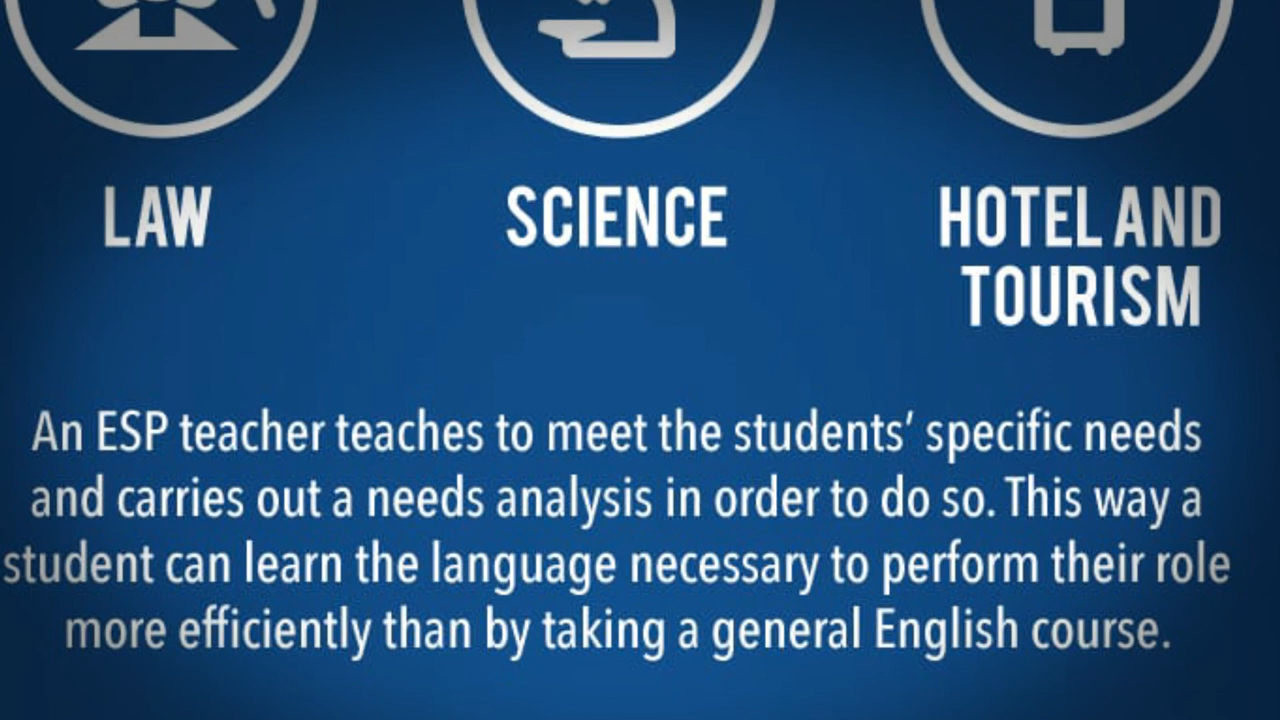 LAW
SCIENCE
HOTEL AND
TOURISM
An ESP teacher teaches to meet the students’ specific needs
and carries out a needs analysis in order to do so. This way a
student can learn the language necessary to perform their role
more efficiently than by taking a general English course.